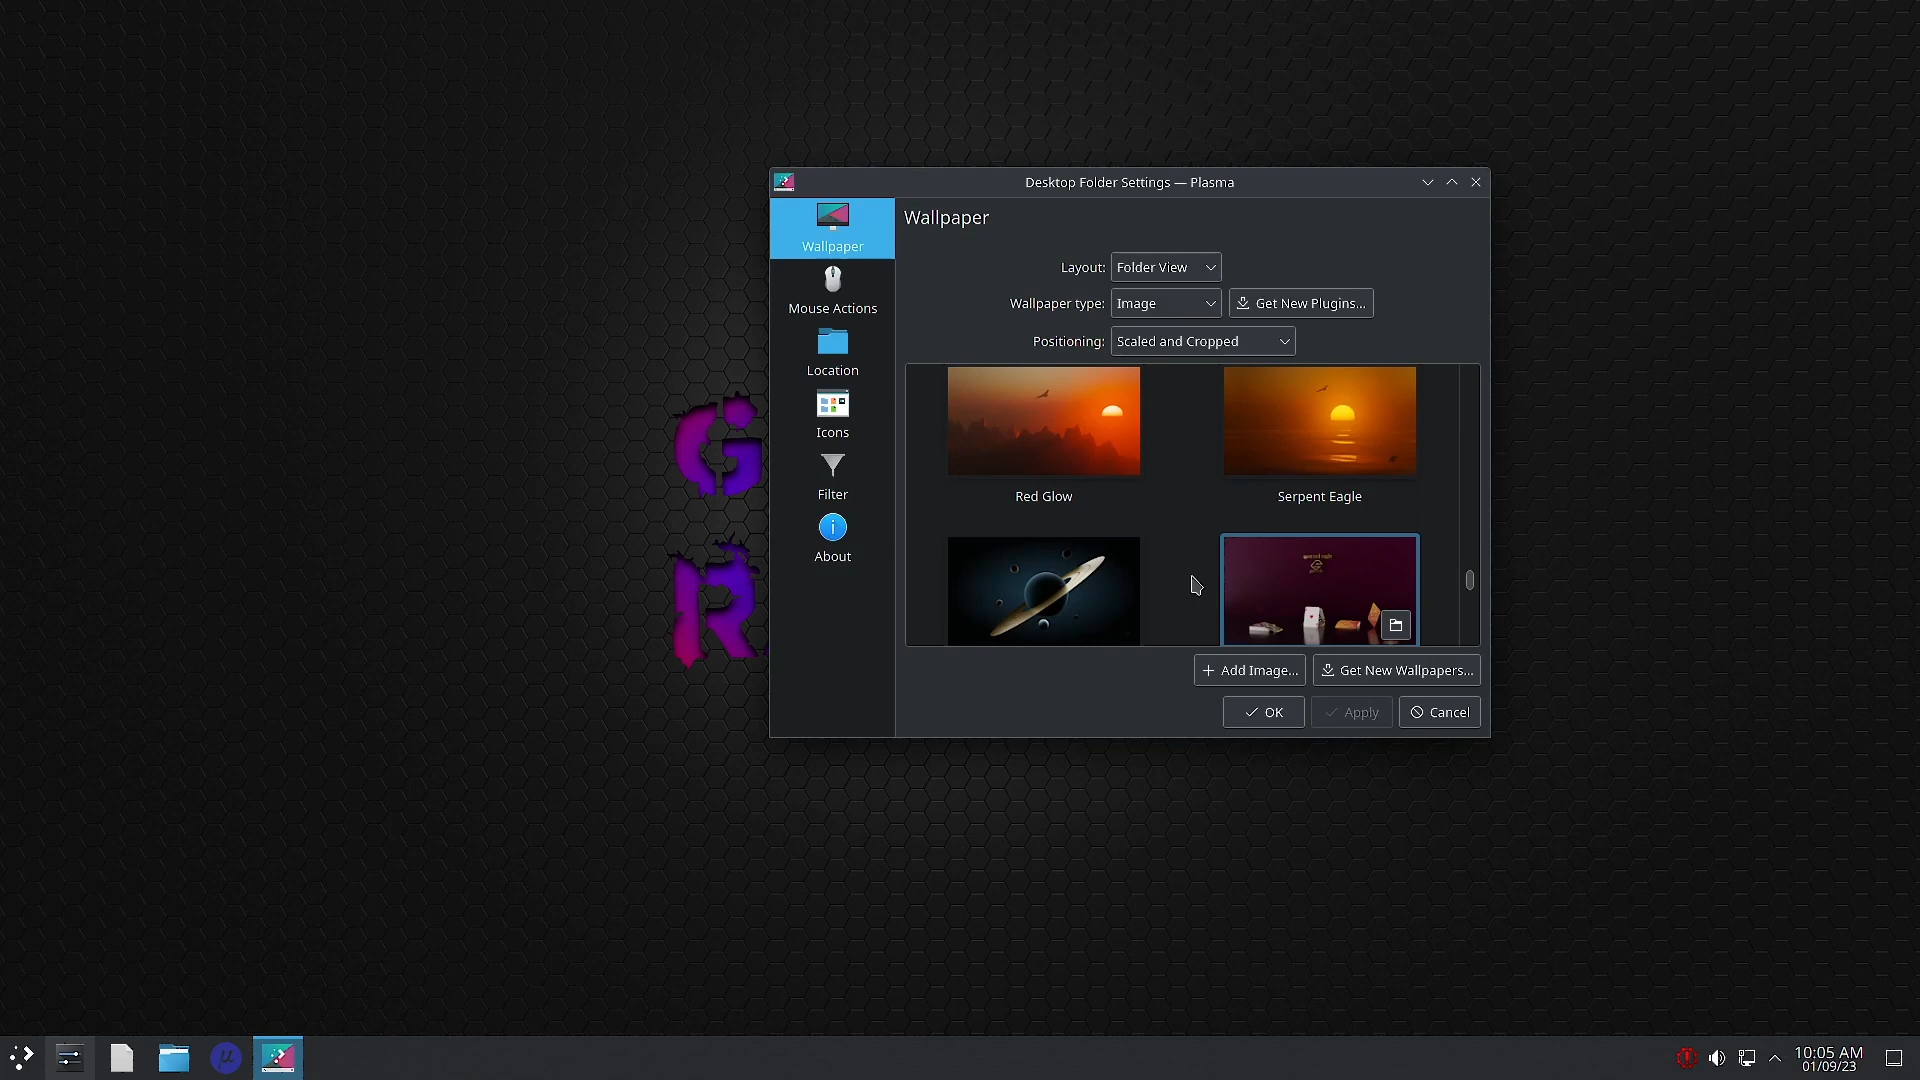 Desktop Folder Settings — Plasma
Wallpaper
Mouse Actions
Location
Icons
Filter
About
Wallpaper
Layout: Folder View
Wallpaper type: Image Get New Plugins...
Positioning: Scaled and Cropped
Red Glow
Serpent Eagle
Add Image... Get New Wallpapers...
OK Apply Cancel
G
R
μ
10:05 AM
01/09/23